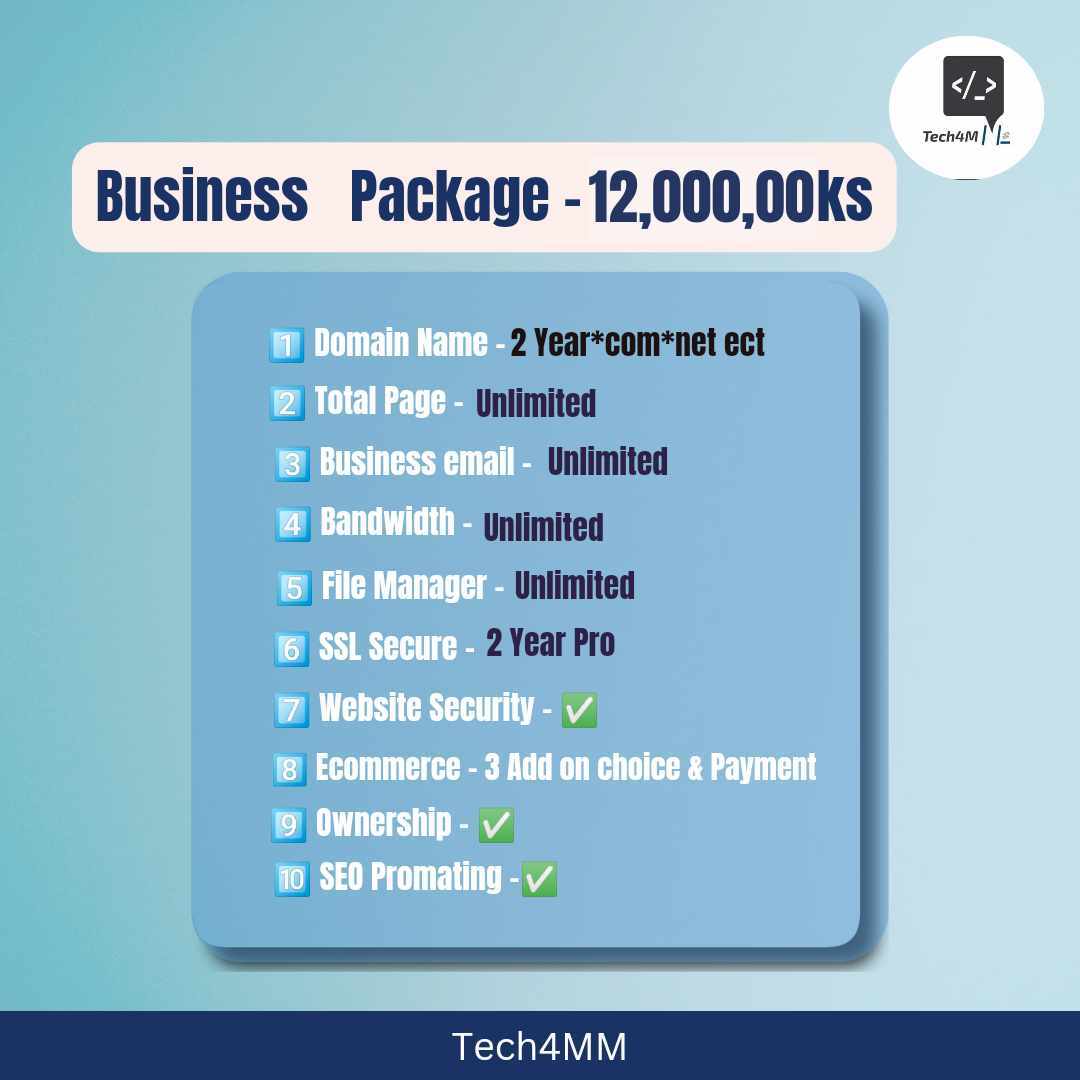 </>
Tech4M
Business Package -12,000,00ks
1 Domain Name - 2 Year*com*net ect
2 Total Page - Unlimited
3 Business email - Unlimited
4 Bandwidth - Unlimited
5 File Manager - Unlimited
6 SSL Secure - 2 Year Pro
7 Website Security - ✅
8 Ecommerce - 3 Add on choice & Payment
9 Ownership - ✅
10 SEO Promating -✅
Tech4MM